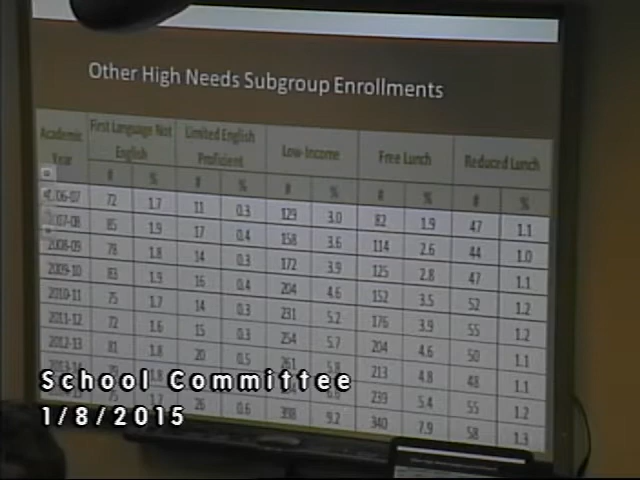 Other High Needs Subgroup Enrollments
Academic Year First Language Not English Limited English Proficient Low-Income Free Lunch Reduced Lunch
# % # % # % # % # %
06-07 72 1.7 11 0.3 129 3.0 82 1.9 47 1.1
07-08 85 1.9 17 0.4 158 3.6 114 2.6 44 1.0
2008-09 78 1.8 14 0.3 172 3.9 125 2.8 47 1.1
2009-10 83 1.9 16 0.4 204 4.6 152 3.5 52 1.2
2010-11 75 1.7 14 0.3 231 5.2 176 3.9 55 1.2
2011-12 72 1.6 15 0.3 254 5.7 204 4.6 50 1.1
2012-13 81 1.8 20 0.5 261 5.8 213 4.8 48 1.1
1.8 239 5.4 55 1.2
26 0.6 398 9.2 340 7.9 58 1.3
School Committee
1/8/2015